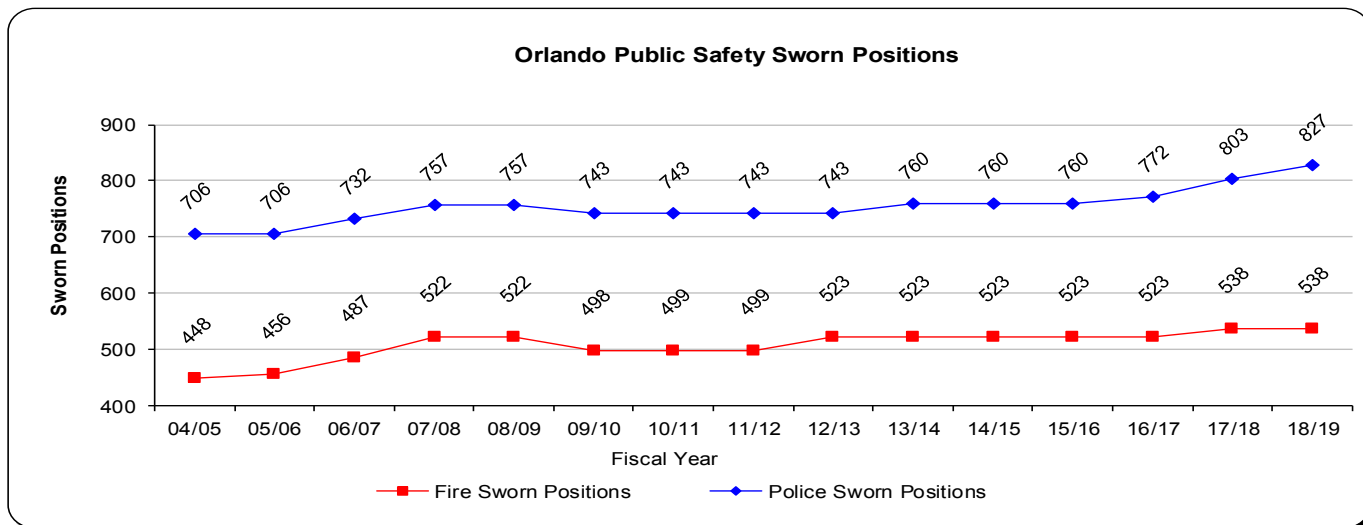 Orlando Public Safety Sworn Positions
Sworn Positions
900
800
700
600
500
400
706 706 732 757 757 743 743 743 743 760 760 760 772 803 827
448 456 487 522 522 498 499 499 523 523 523 523 523 538 538
04/05 05/06 06/07 07/08 08/09 09/10 10/11 11/12 12/13 13/14 14/15 15/16 16/17 17/18 18/19
Fiscal Year
Fire Sworn Positions Police Sworn Positions